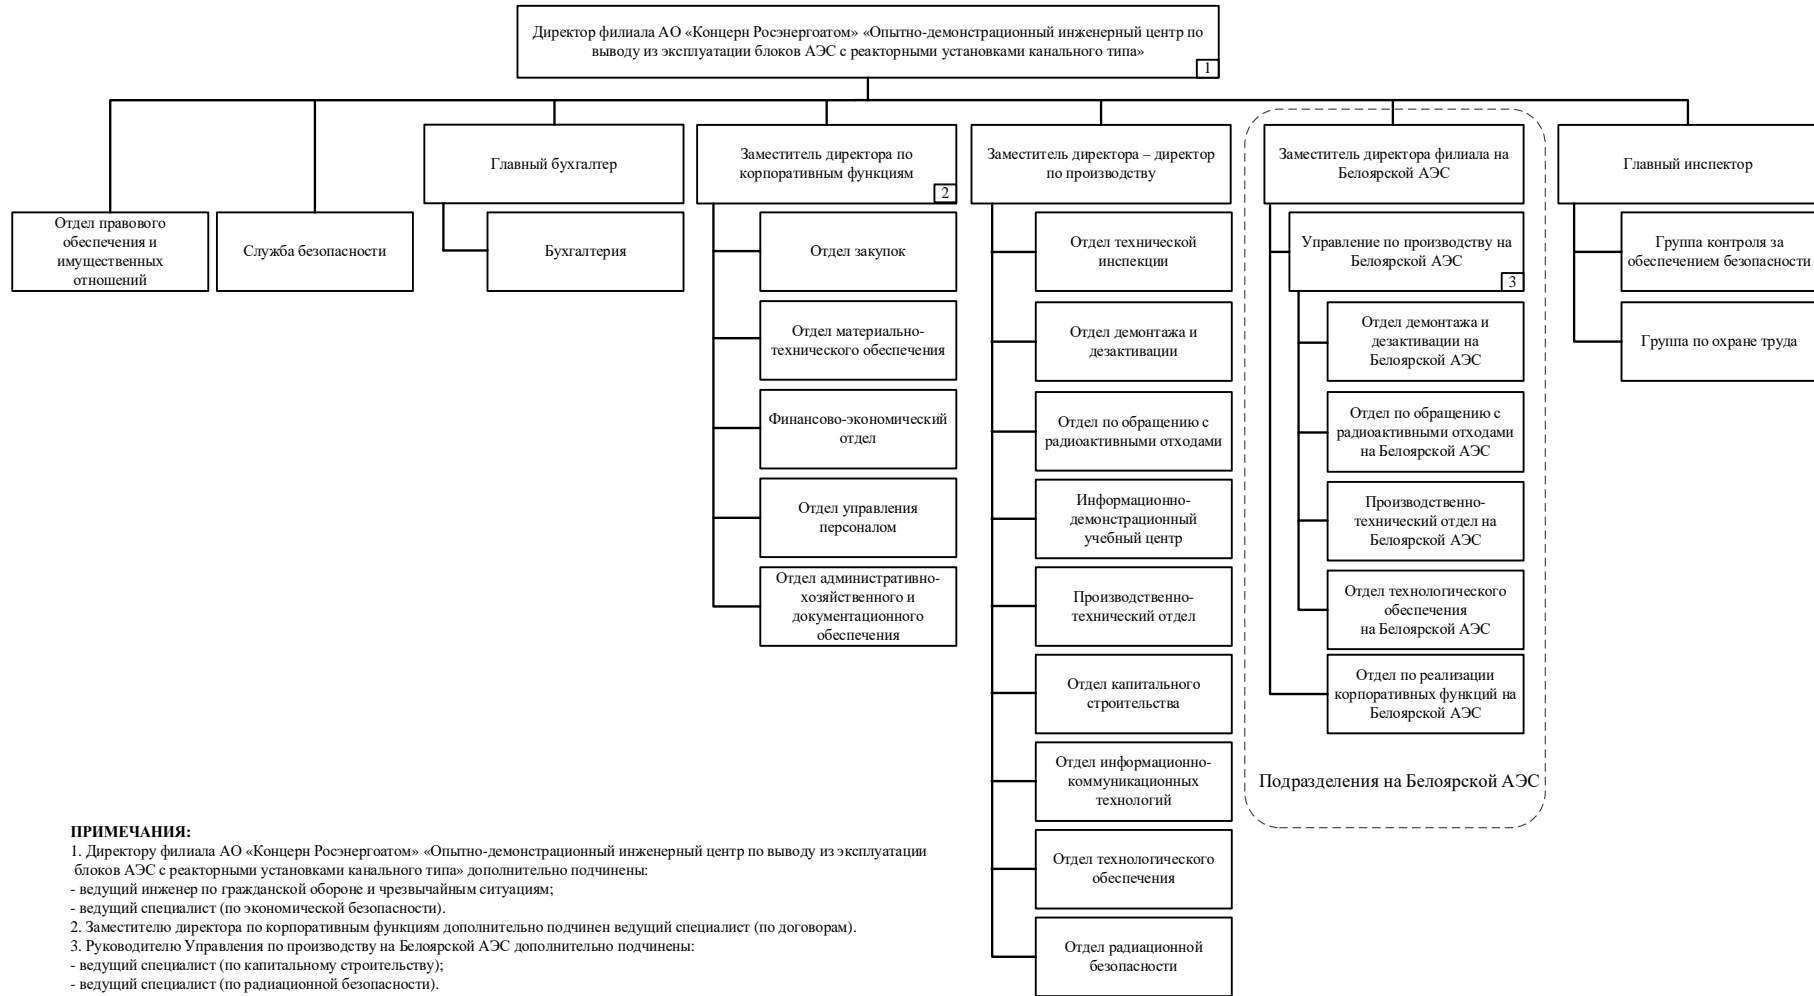 Директор филиала АО «Концерн Росэнергоатом» «Опытно-демонстрационный инженерный центр по
выводу из эксплуатации блоков АЭС с реакторными установками канального типа»
1
Отдел правового
обеспечения и
имущественных
отношений
Служба безопасности
Главный бухгалтер
Бухгалтерия
Заместитель директора по
корпоративным функциям
2
Отдел закупок
Отдел материально-
технического обеспечения
Финансово-экономический
отдел
Отдел управления
персоналом
Отдел административно-
хозяйственного и
документационного
обеспечения
Заместитель директора – директор
по производству
Отдел технической
инспекции
Отдел демонтажа и
дезактивации
Отдел по обращению с
радиоактивными отходами
Информационно-
демонстрационный
учебный центр
Производственно-
технический отдел
Отдел капитального
строительства
Отдел информационно-
коммуникационных
технологий
Отдел технологического
обеспечения
Отдел радиационной
безопасности
Заместитель директора филиала на
Белоярской АЭС
Управление по производству на
Белоярской АЭС
3
Отдел демонтажа и
дезактивации на
Белоярской АЭС
Отдел по обращению с
радиоактивными отходами
на Белоярской АЭС
Производственно-
технический отдел на
Белоярской АЭС
Отдел технологического
обеспечения
на Белоярской АЭС
Отдел по реализации
корпоративных функций на
Белоярской АЭС
Подразделения на Белоярской АЭС
Главный инспектор
Группа контроля за
обеспечением безопасности
Группа по охране труда
ПРИМЕЧАНИЯ:
1. Директору филиала АО «Концерн Росэнергоатом» «Опытно-демонстрационный инженерный центр по выводу из эксплуатации
блоков АЭС с реакторными установками канального типа» дополнительно подчинены:
- ведущий инженер по гражданской обороне и чрезвычайным ситуациям;
- ведущий специалист (по экономической безопасности).
2. Заместителю директора по корпоративным функциям дополнительно подчинен ведущий специалист (по договорам).
3. Руководителю Управления по производству на Белоярской АЭС дополнительно подчинены:
- ведущий специалист (по капитальному строительству);
- ведущий специалист (по радиационной безопасности).